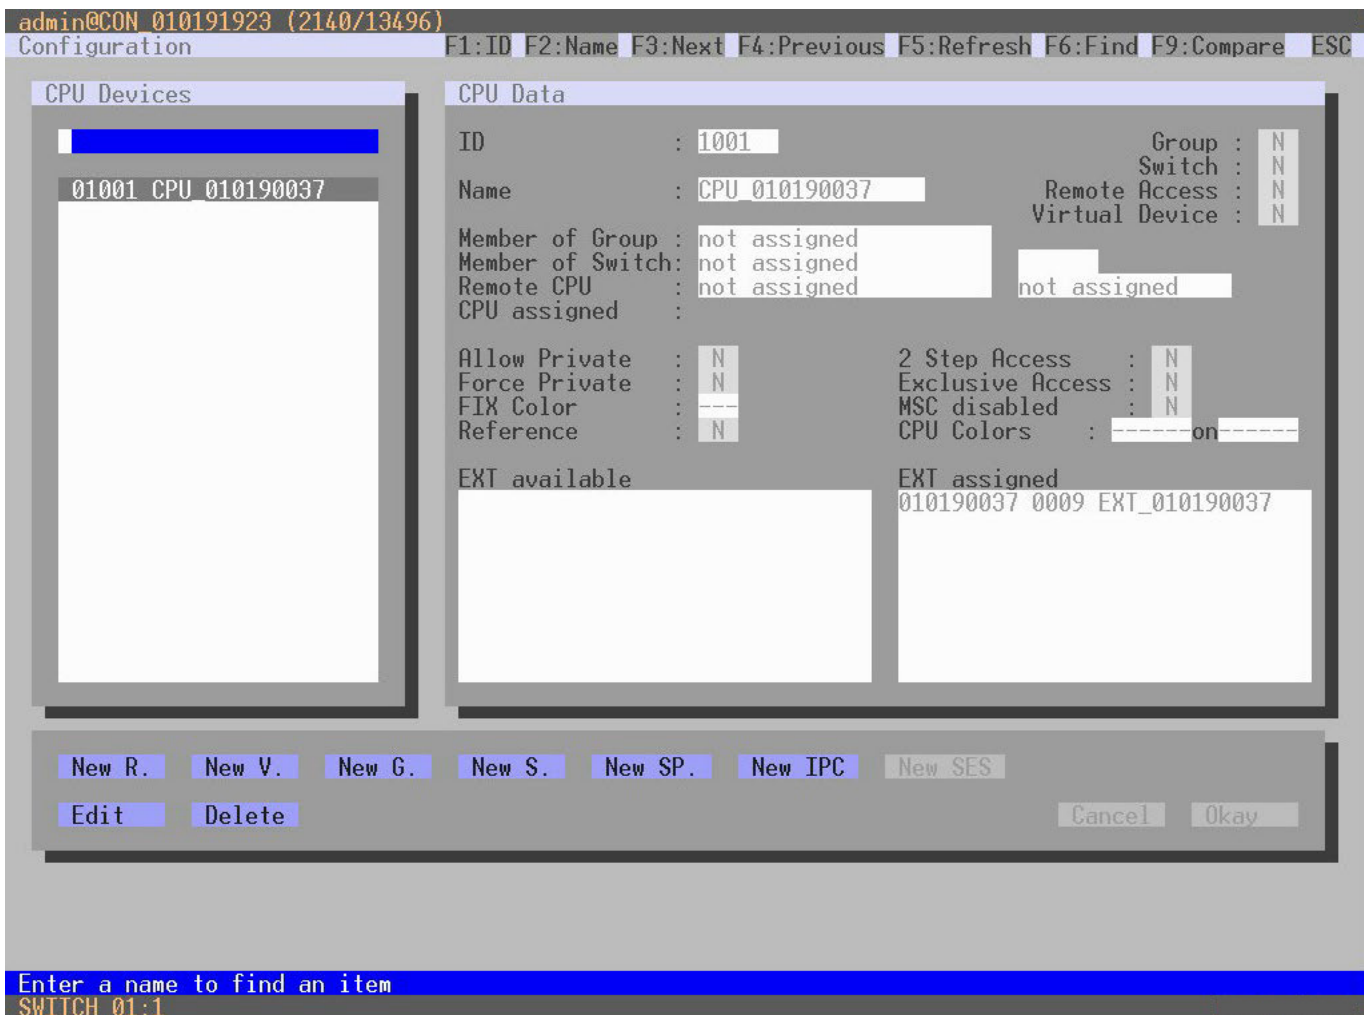 admin@CON_010191923 (2140/13496)
Configuration F1:ID F2:Name F3:Next F4:Previous F5:Refresh F6:Find F9:Compare ESC
CPU Devices
01001 CPU_010190037
CPU Data
ID : 1001
Group : N
Switch : N
Name : CPU_010190037
Remote Access : N
Virtual Device : N
Member of Group : not assigned
Member of Switch: not assigned
Remote CPU : not assigned not assigned
CPU assigned :
Allow Private : N 2 Step Access : N
Force Private : N Exclusive Access : N
FIX Color : --- MSC disabled : N
Reference : N CPU Colors : ------on------
EXT available
EXT assigned
010190037 0009 EXT_010190037
New R. New V. New G. New S. New SP. New IPC New SES
Edit Delete Cancel Okay
Enter a name to find an item
SWITCH 01:1